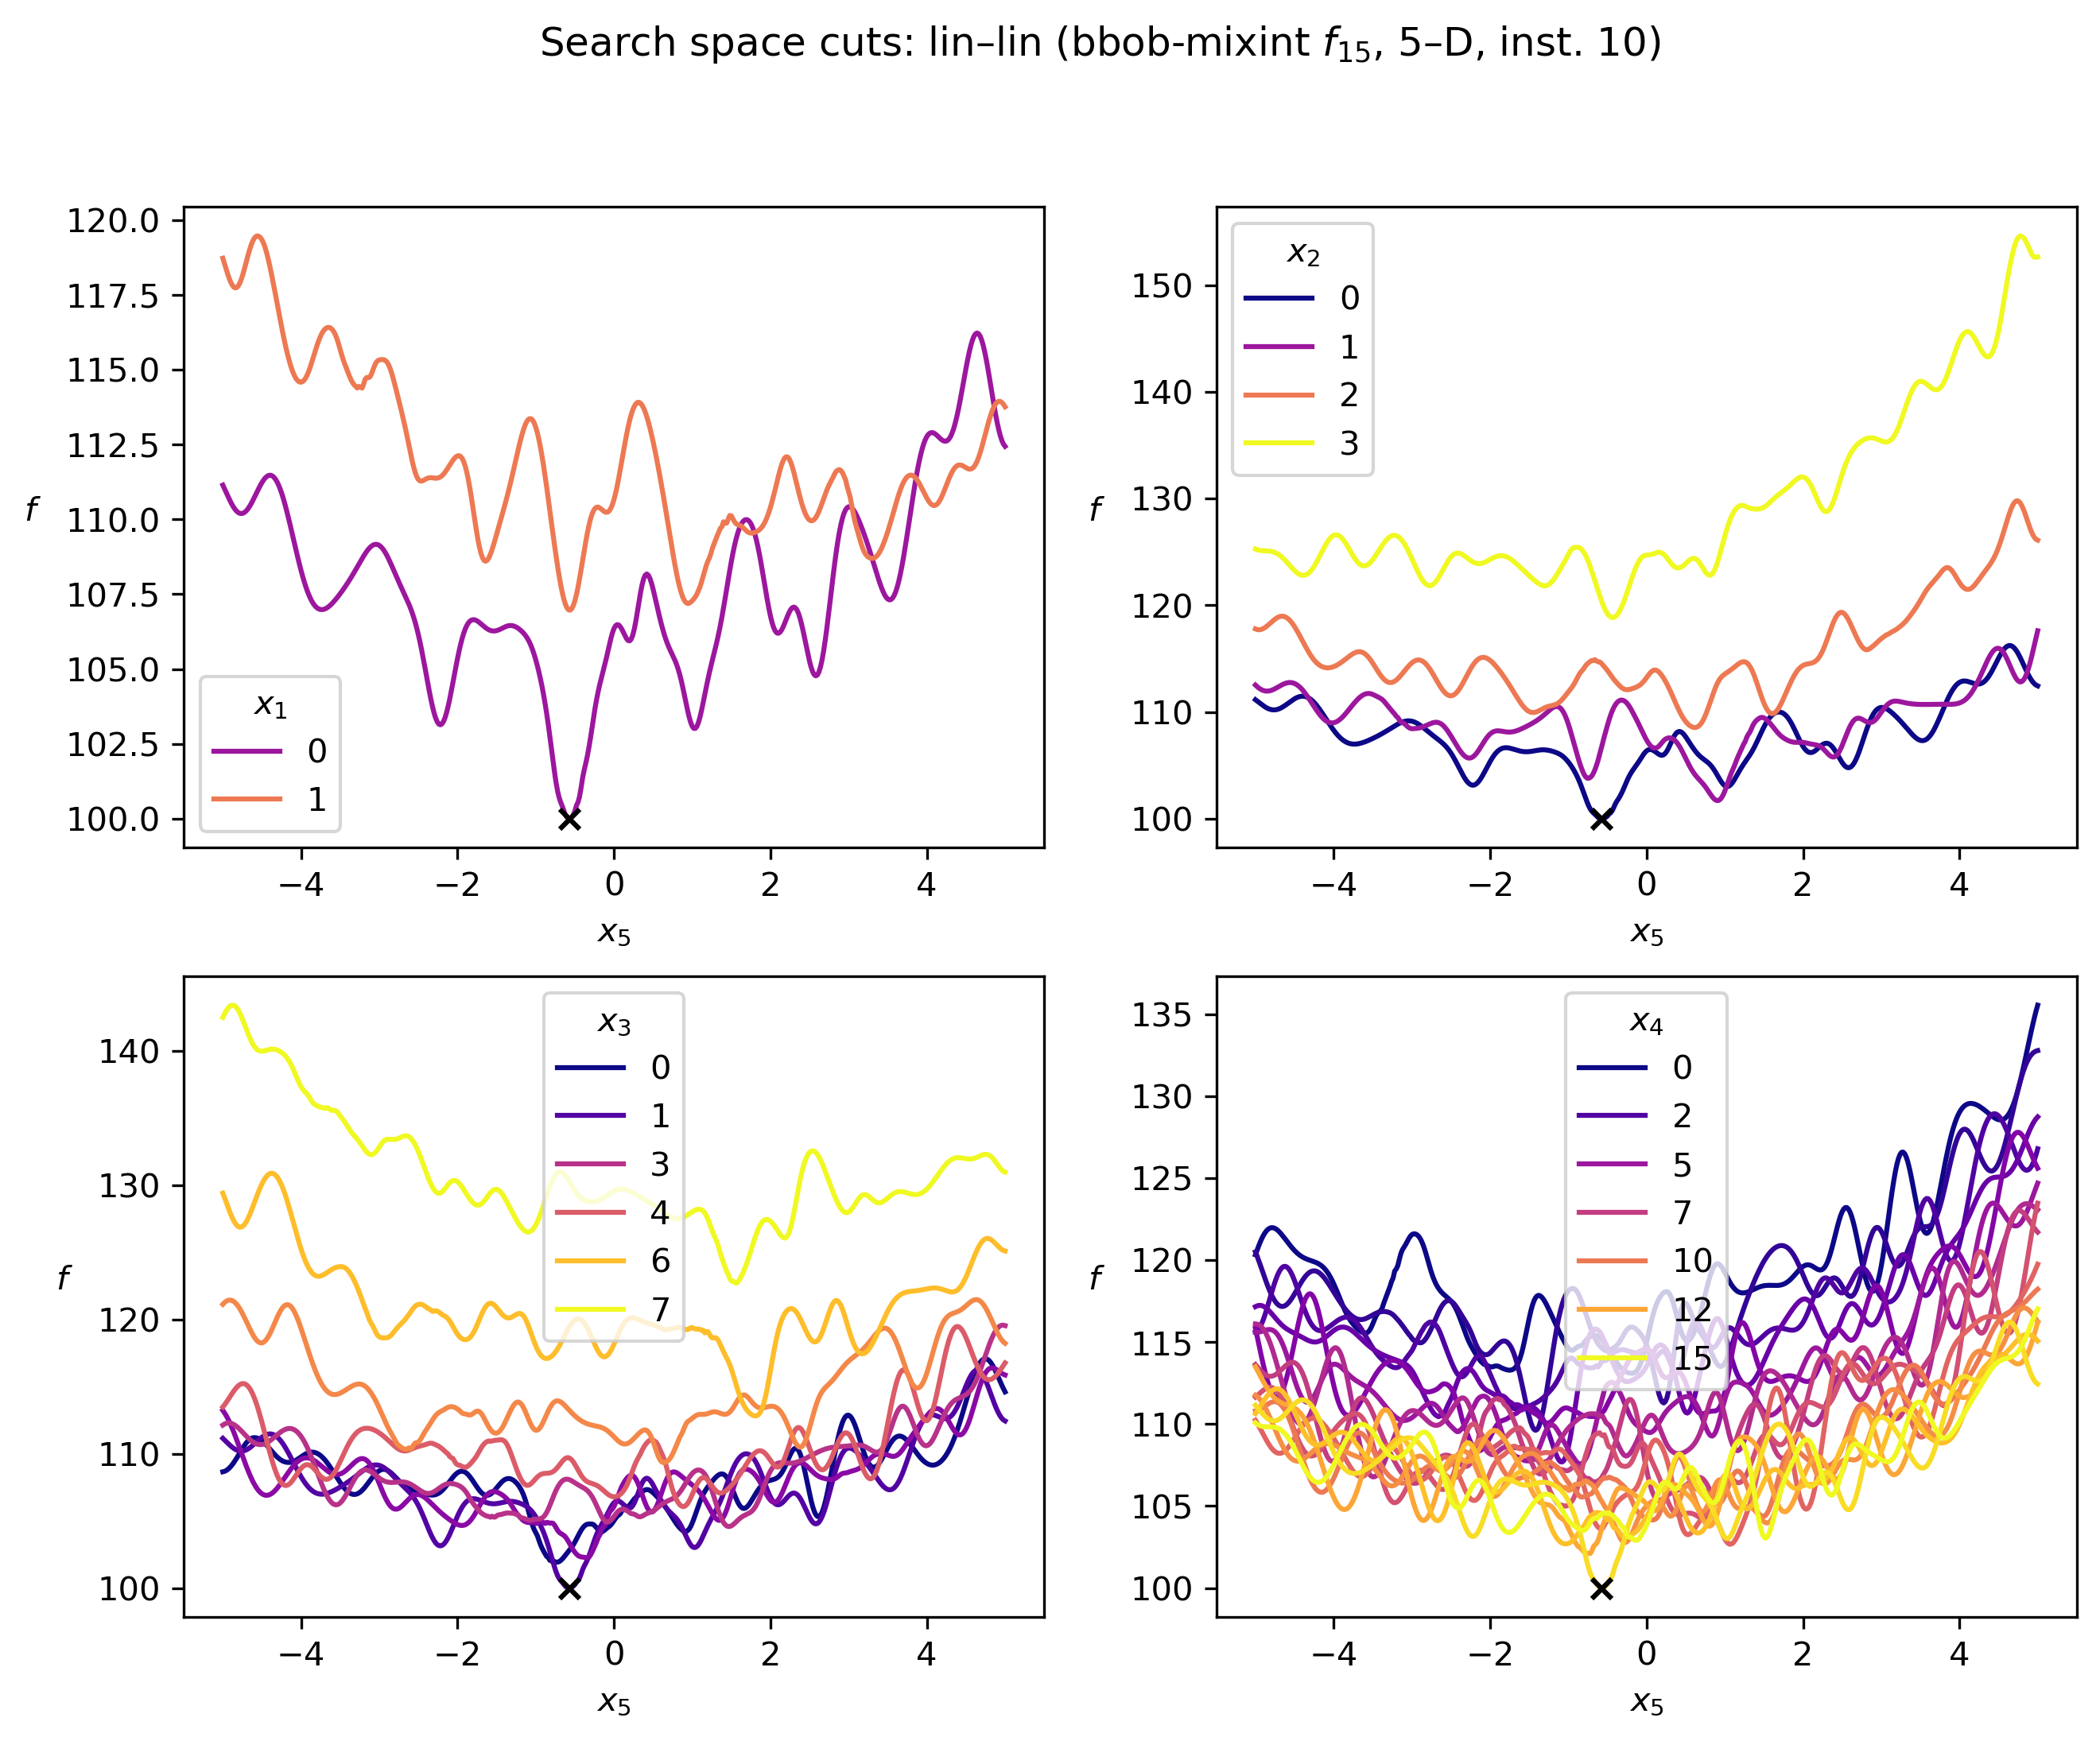 Search space cuts: lin–lin (bbob-mixint f₁₅, 5–D, inst. 10)
120.0
117.5
115.0
112.5
110.0
107.5
105.0
102.5
100.0
f
x₁
0
1
−4 −2 0 2 4
x₅
150
140
130
120
110
100
f
x₂
0
1
2
3
−4 −2 0 2 4
x₅
140
130
120
110
100
f
x₃
0
1
3
4
6
7
−4 −2 0 2 4
x₅
135
130
125
120
115
110
105
100
f
x₄
0
2
5
7
10
12
15
−4 −2 0 2 4
x₅